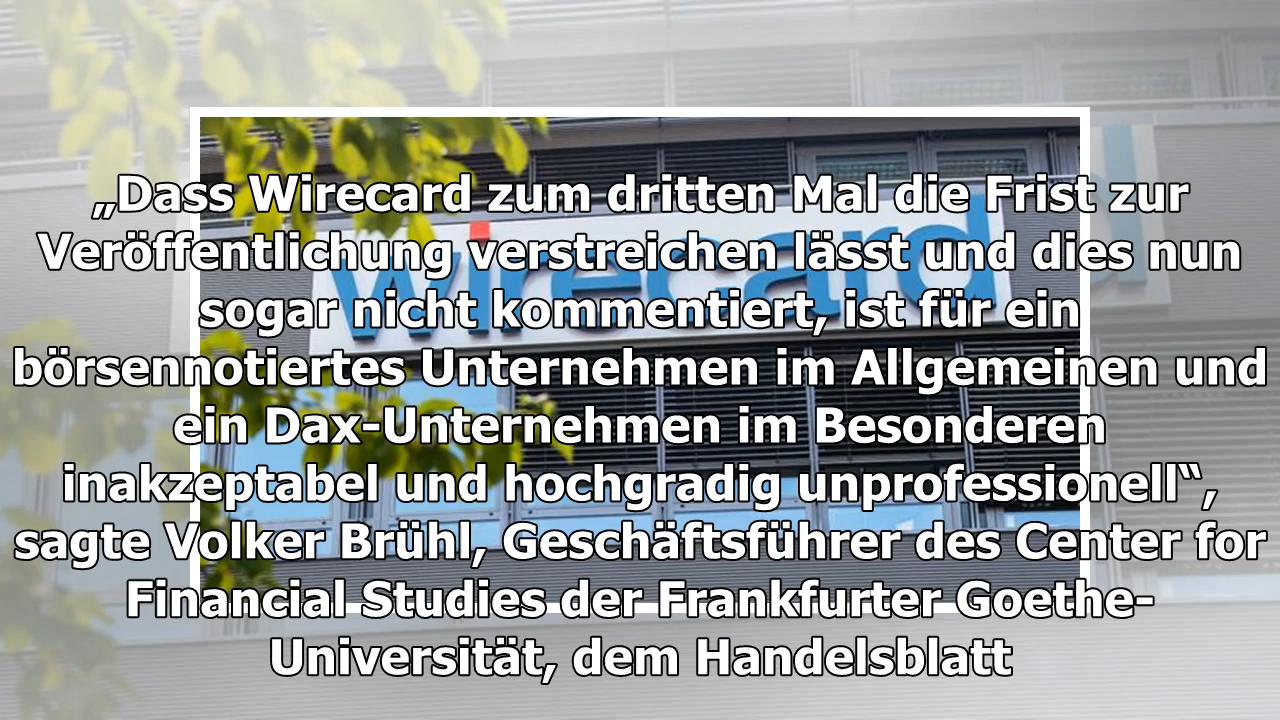 „Dass Wirecard zum dritten Mal die Frist zur
Veröffentlichung verstreichen lässt und dies nun
sogar nicht kommentiert, ist für ein
börsennotiertes Unternehmen im Allgemeinen und
ein Dax-Unternehmen im Besonderen
inakzeptabel und hochgradig unprofessionell“,
sagte Volker Brühl, Geschäftsführer des Center for
Financial Studies der Frankfurter Goethe-
Universität, dem Handelsblatt
wirecard